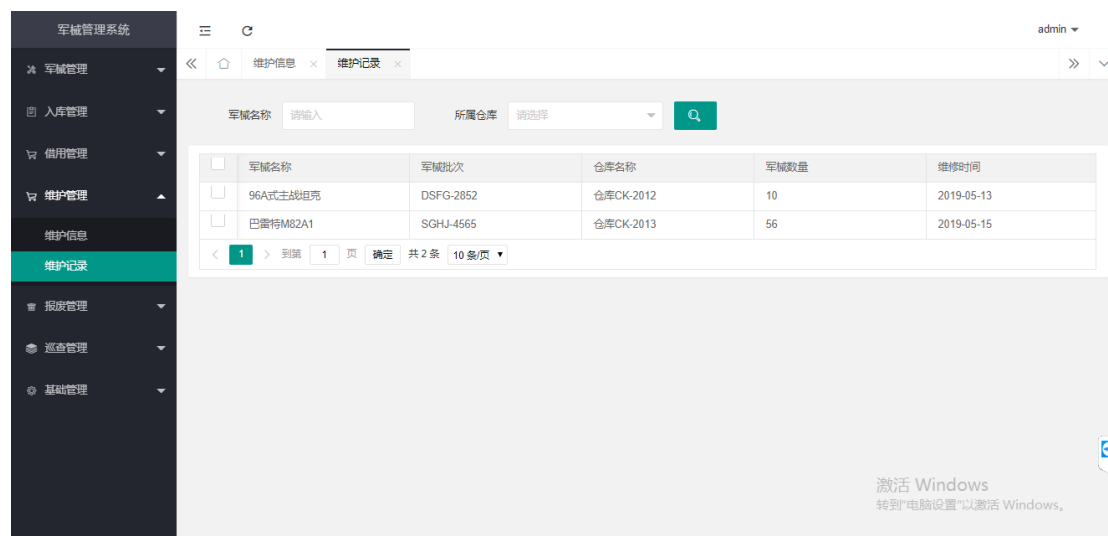 军械管理系统
admin
军械管理
维护信息
维护记录
入库管理
军械名称 请输入 所属仓库 请选择
借用管理
军械名称 军械批次 仓库名称 军械数量 维修时间
维护管理
96A式主战坦克 DSFG-2852 仓库CK-2012 10 2019-05-13
巴雷特M82A1 SGHJ-4565 仓库CK-2013 56 2019-05-15
维护信息
1 到第 1 页 确定 共 2 条 10 条/页
维护记录
报废管理
巡查管理
基础管理
激活 Windows
转到"电脑设置"以激活 Windows。